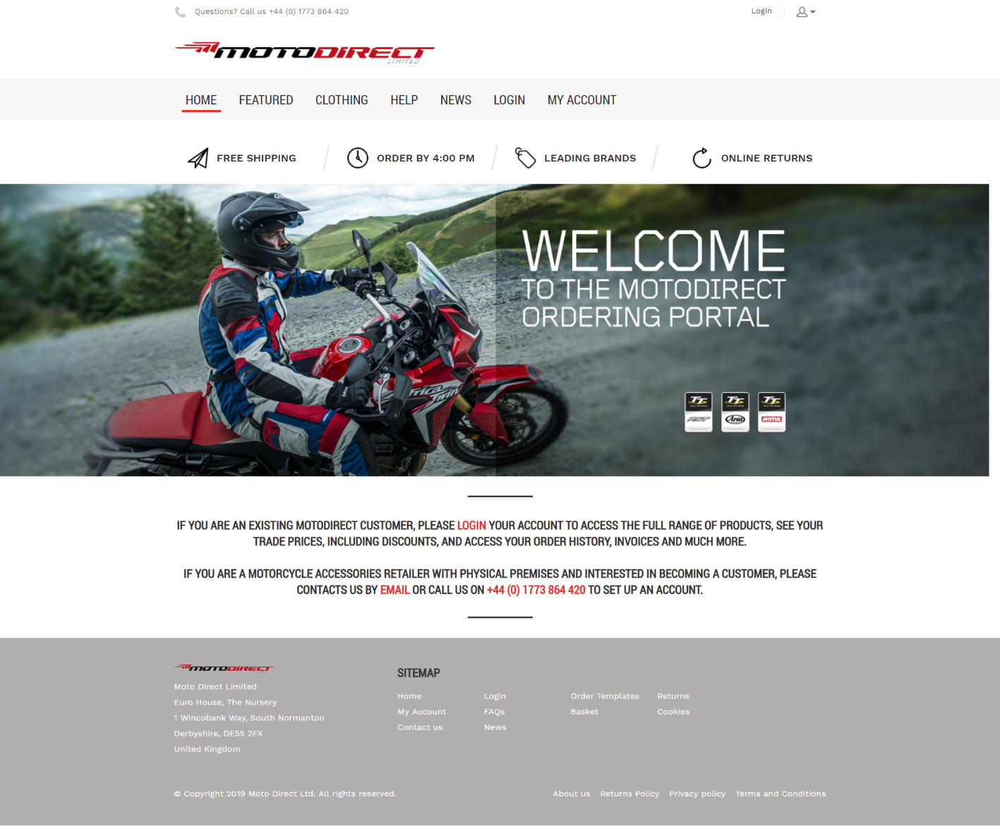 Questions? Call us +44 (0) 1773 864 420
Login
MOTODIRECT
LIMITED
HOME FEATURED CLOTHING HELP NEWS LOGIN MY ACCOUNT
FREE SHIPPING
ORDER BY 4:00 PM
LEADING BRANDS
ONLINE RETURNS
WELCOME
TO THE MOTODIRECT
ORDERING PORTAL
TT TT TT
RST Arai MOTUL
IF YOU ARE AN EXISTING MOTODIRECT CUSTOMER, PLEASE LOGIN YOUR ACCOUNT TO ACCESS THE FULL RANGE OF PRODUCTS, SEE YOUR
TRADE PRICES, INCLUDING DISCOUNTS, AND ACCESS YOUR ORDER HISTORY, INVOICES AND MUCH MORE.
IF YOU ARE A MOTORCYCLE ACCESSORIES RETAILER WITH PHYSICAL PREMISES AND INTERESTED IN BECOMING A CUSTOMER, PLEASE
CONTACTS US BY EMAIL OR CALL US ON +44 (0) 1773 864 420 TO SET UP AN ACCOUNT.
MOTODIRECT
Moto Direct Limited
Euro House, The Nursery
1 Wincobank Way, South Normanton
Derbyshire, DE55 2FX
United Kingdom
SITEMAP
Home Login Order Templates Returns
My Account FAQs Basket Cookies
Contact us News
© Copyright 2019 Moto Direct Ltd. All rights reserved.
About us Returns Policy Privacy policy Terms and Conditions